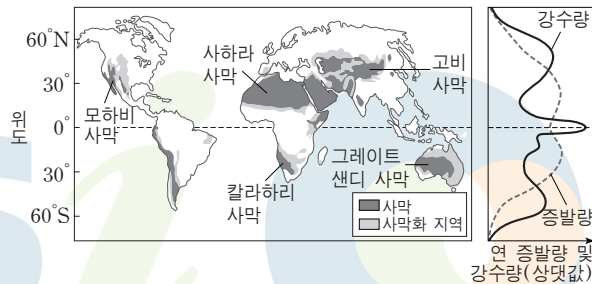 60°N
30°
0°
30°
60°S
위도
사하라
사막
고비
사막
모하비
사막
칼라하리
사막
그레이트
샌디 사막
사막
사막화 지역
강수량
증발량
연 증발량 및
강수량(상댓값)